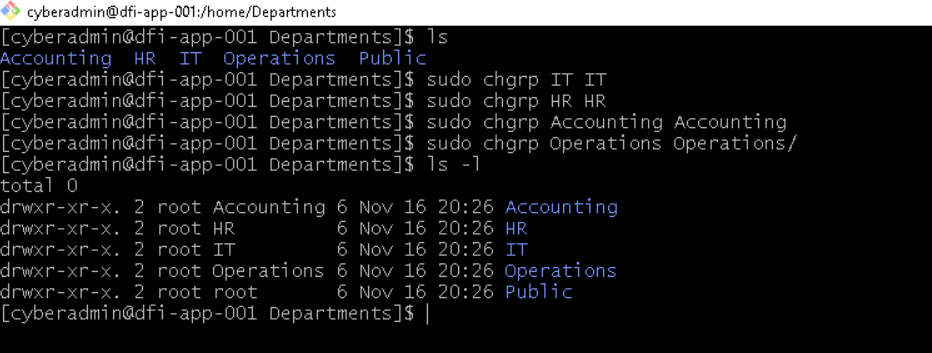 cyberadmin@dfi-app-001:/home/Departments
[cyberadmin@dfi-app-001 Departments]$ ls
Accounting  HR  IT  Operations  Public
[cyberadmin@dfi-app-001 Departments]$ sudo chgrp IT IT
[cyberadmin@dfi-app-001 Departments]$ sudo chgrp HR HR
[cyberadmin@dfi-app-001 Departments]$ sudo chgrp Accounting Accounting
[cyberadmin@dfi-app-001 Departments]$ sudo chgrp Operations Operations/
[cyberadmin@dfi-app-001 Departments]$ ls -l
total 0
drwxr-xr-x. 2 root Accounting 6 Nov 16 20:26 Accounting
drwxr-xr-x. 2 root HR         6 Nov 16 20:26 HR
drwxr-xr-x. 2 root IT         6 Nov 16 20:26 IT
drwxr-xr-x. 2 root Operations 6 Nov 16 20:26 Operations
drwxr-xr-x. 2 root root       6 Nov 16 20:26 Public
[cyberadmin@dfi-app-001 Departments]$